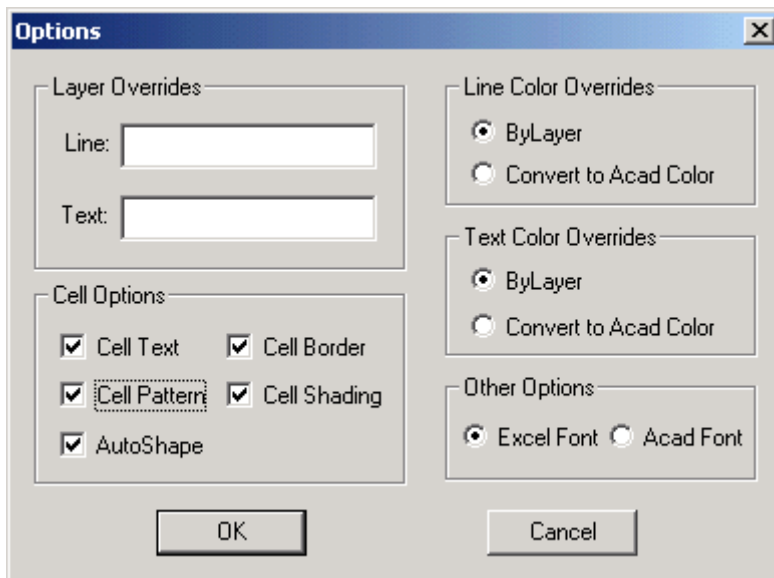 Options
Layer Overrides
Line:
Text:
Cell Options
Cell Text Cell Border
Cell Pattern Cell Shading
AutoShape
Line Color Overrides
ByLayer
Convert to Acad Color
Text Color Overrides
ByLayer
Convert to Acad Color
Other Options
Excel Font Acad Font
OK Cancel